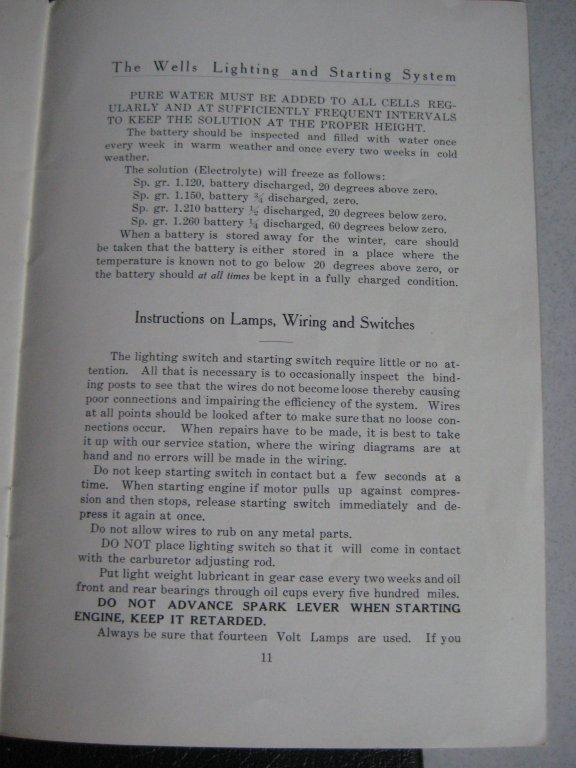 The Wells Lighting and Starting System
PURE WATER MUST BE ADDED TO ALL CELLS REG-
ULARLY AND AT SUFFICIENTLY FREQUENT INTERVALS
TO KEEP THE SOLUTION AT THE PROPER HEIGHT.
The battery should be inspected and filled with water once
every week in warm weather and once every two weeks in cold
weather.
The solution (Electrolyte) will freeze as follows:
Sp. gr. 1.120, battery discharged, 20 degrees above zero.
Sp. gr. 1.150, battery ¾ discharged, zero.
Sp. gr. 1.210 battery ½ discharged, 20 degrees below zero.
Sp. gr. 1.260 battery ¼ discharged, 60 degrees below zero.
When a battery is stored away for the winter, care should
be taken that the battery is either stored in a place where the
temperature is known not to go below 20 degrees above zero, or
the battery should at all times be kept in a fully charged condition.
Instructions on Lamps, Wiring and Switches
The lighting switch and starting switch require little or no at-
tention. All that is necessary is to occasionally inspect the bind-
ing posts to see that the wires do not become loose thereby causing
poor connections and impairing the efficiency of the system. Wires
at all points should be looked after to make sure that no loose con-
nections occur. When repairs have to be made, it is best to take
it up with our service station, where the wiring diagrams are at
hand and no errors will be made in the wiring.
Do not keep starting switch in contact but a few seconds at a
time. When starting engine if motor pulls up against compres-
sion and then stops, release starting switch immediately and de-
press it again at once.
Do not allow wires to rub on any metal parts.
DO NOT place lighting switch so that it will come in contact
with the carburetor adjusting rod.
Put light weight lubricant in gear case every two weeks and oil
front and rear bearings through oil cups every five hundred miles.
DO NOT ADVANCE SPARK LEVER WHEN STARTING
ENGINE, KEEP IT RETARDED.
Always be sure that fourteen Volt Lamps are used. If you
11